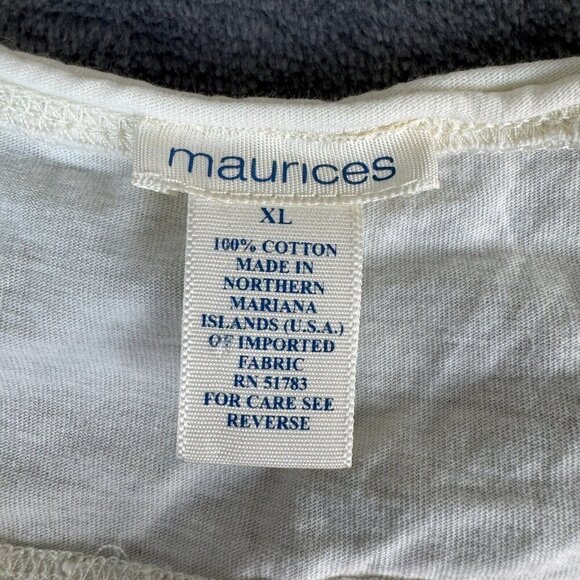 maurices
XL
100% COTTON
MADE IN
NORTHERN
MARIANA
ISLANDS (U.S.A.)
OF IMPORTED
FABRIC
RN 51783
FOR CARE SEE
REVERSE